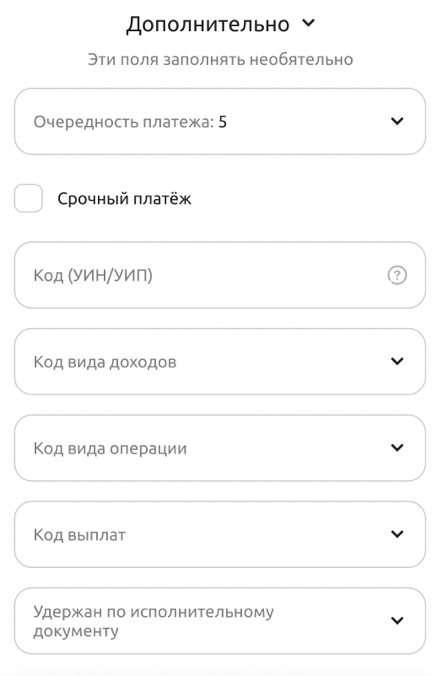 Дополнительно
Эти поля заполнять необятельно
Очередность платежа: 5
Срочный платёж
Код (УИН/УИП)
?
Код вида доходов
Код вида операции
Код выплат
Удержан по исполнительному
документу